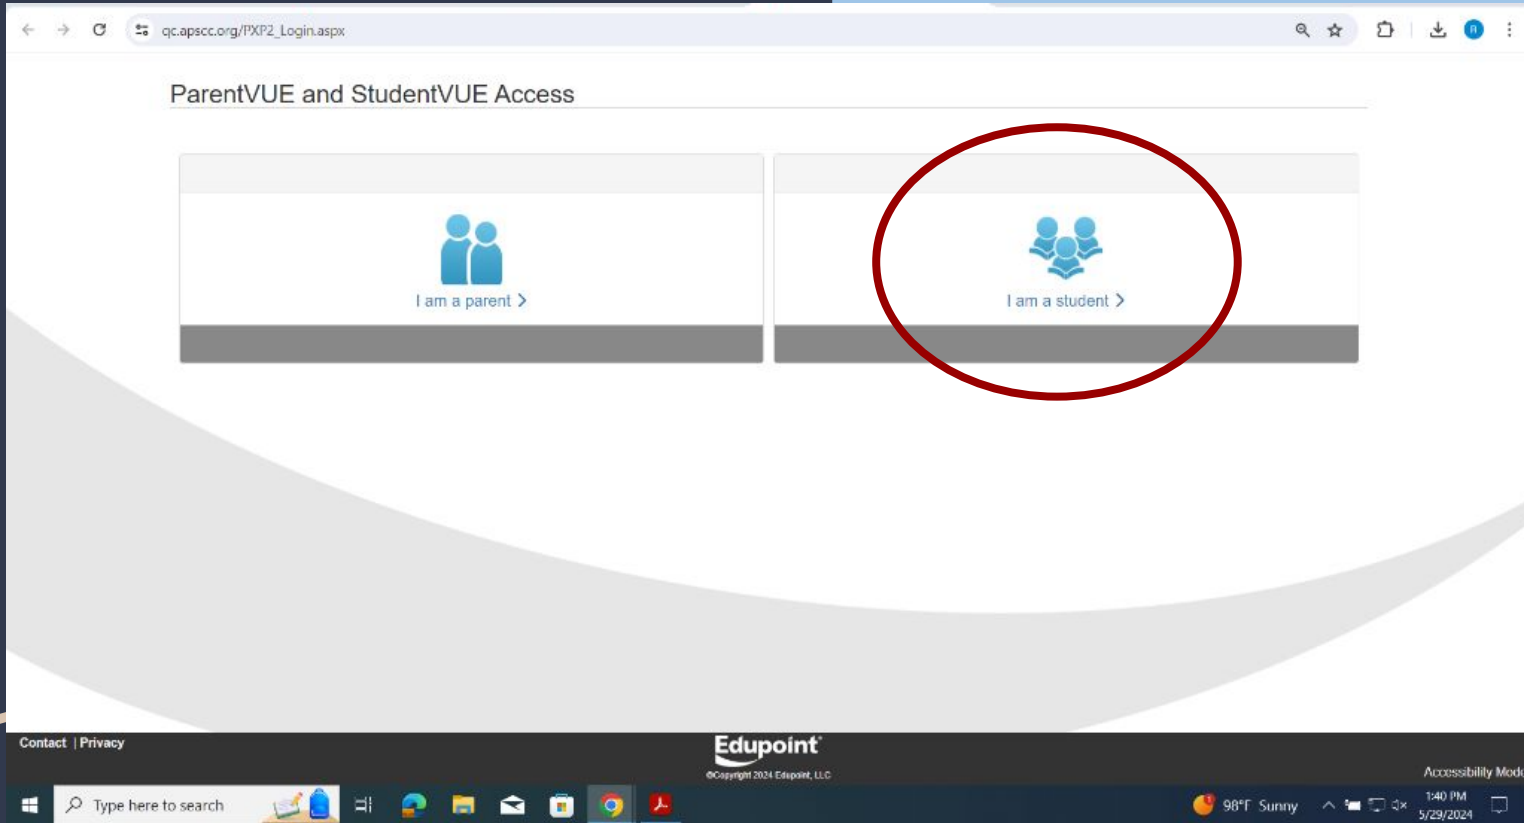 qc.apscc.org/PXP2_Login.aspx
R
ParentVUE and StudentVUE Access
I am a parent >
I am a student >
Contact | Privacy
Edupoint
©Copyright 2024 Edupoint, LLC
Accessibility Mode
Type here to search
98°F Sunny
1:40 PM
5/29/2024